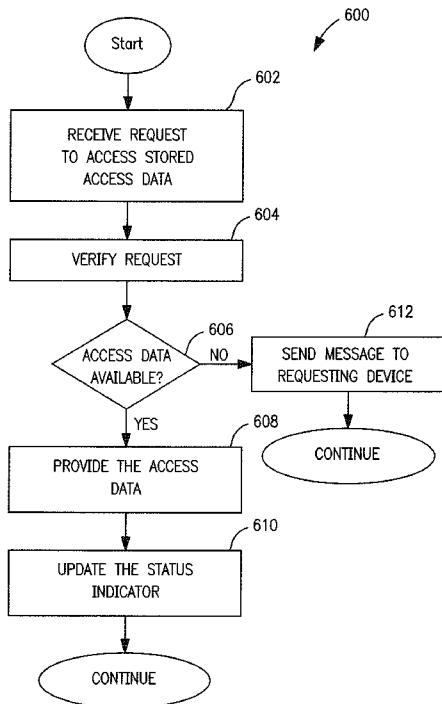 600
Start
602
RECEIVE REQUEST
TO ACCESS STORED
ACCESS DATA
604
VERIFY REQUEST
606
ACCESS DATA
AVAILABLE?
NO
612
SEND MESSAGE TO
REQUESTING DEVICE
CONTINUE
YES
608
PROVIDE THE ACCESS
DATA
610
UPDATE THE STATUS
INDICATOR
CONTINUE